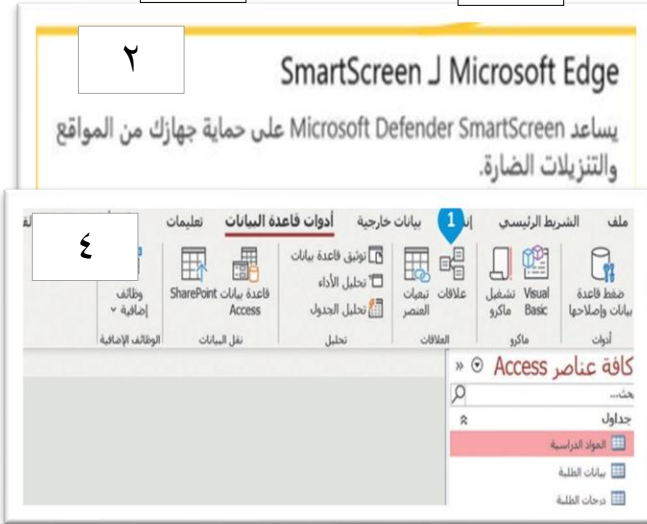 ٢
SmartScreen لـ Microsoft Edge
يساعد Microsoft Defender SmartScreen على حماية جهازك من المواقع
والتنزيلات الضارة.
٤
ملف الشريط الرئيسي 1 بيانات خارجية أدوات قاعدة البيانات تعليمات
ضغط قاعدة بيانات وإصلاحها
Visual Basic
تشغيل ماكرو
علاقات
تبعيات العنصر
توثيق قاعدة بيانات
تحليل الأداء
تحليل الجدول
قاعدة بيانات Access
SharePoint
وظائف إضافية
أدوات ماكرو العلاقات تحليل نقل البيانات الوظائف الإضافية
كافة عناصر Access
بحث...
جداول
المواد الدراسية
بيانات الطلبة
درجات الطلبة